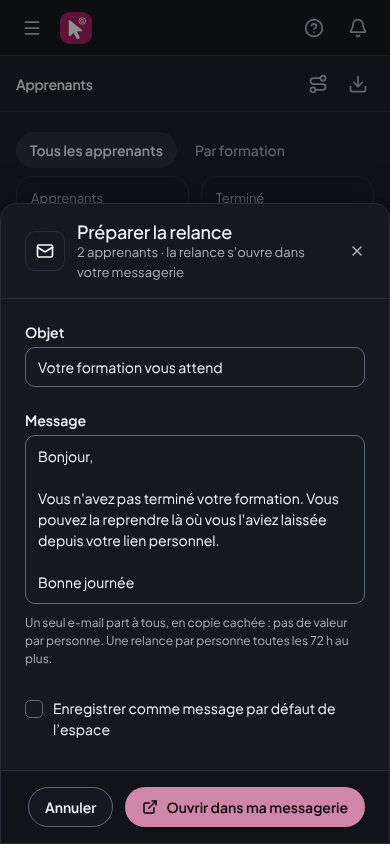 Apprenants
Tous les apprenants
Par formation
Apprenants
Terminé
Préparer la relance
2 apprenants · la relance s'ouvre dans
votre messagerie
Objet
Votre formation vous attend
Message
Bonjour,
Vous n'avez pas terminé votre formation. Vous
pouvez la reprendre là où vous l'aviez laissée
depuis votre lien personnel.
Bonne journée
Un seul e-mail part à tous, en copie cachée : pas de valeur
par personne. Une relance par personne toutes les 72 h au
plus.
Enregistrer comme message par défaut de
l'espace
Annuler
Ouvrir dans ma messagerie